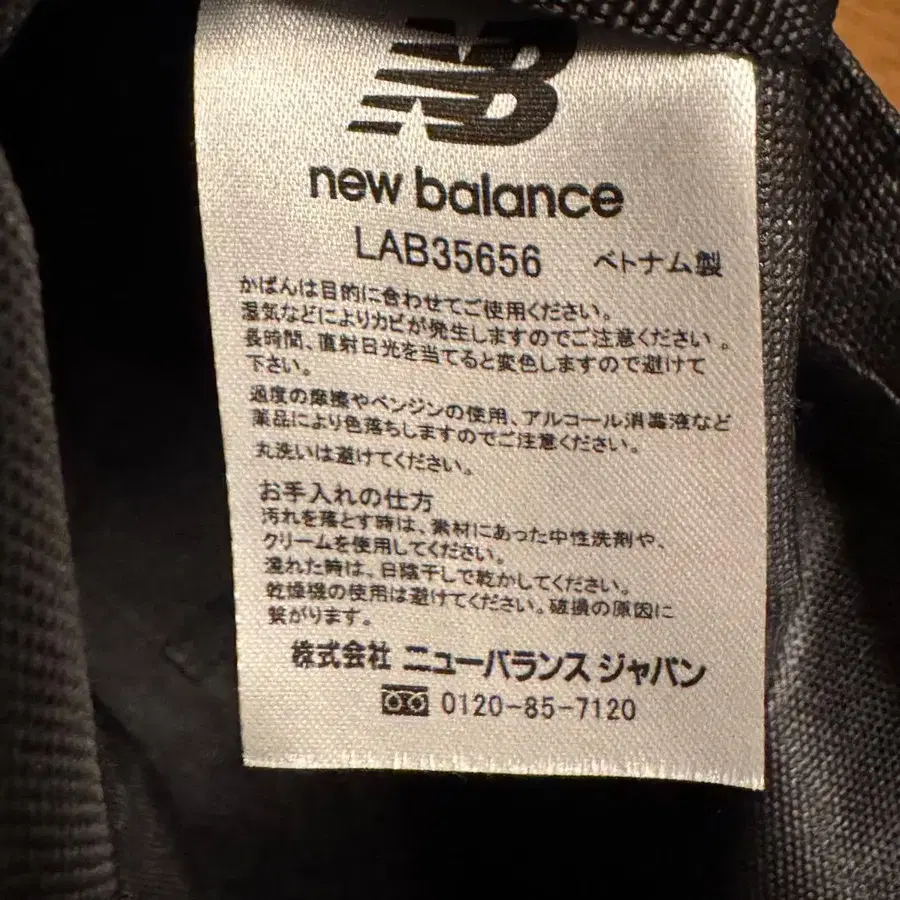 NB
new balance
LAB35656 ベトナム製
かばんは目的に合わせてご使用ください。
湿気などによりカビが発生しますのでご注意ください。
長時間、直射日光を当てると変色しますので避けて
下さい。
過度の摩擦やベンジンの使用、アルコール消毒液など
薬品により色落ちしますのでご注意ください。
丸洗いは避けてください。
お手入れの仕方
汚れを落とす時は、素材にあった中性洗剤や、
クリームを使用してください。
濡れた時は、日陰干しで乾かしてください。
乾燥機の使用は避けてください。破損の原因に
繋がります。
株式会社 ニューバランス ジャパン
0120-85-7120